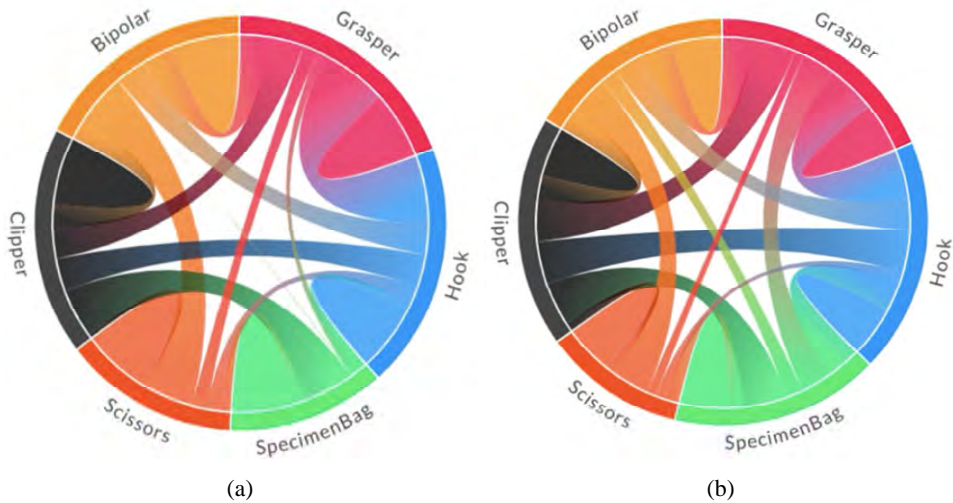 Bipolar
Grasper
Clipper
Hook
Scissors
SpecimenBag
(a)
Bipolar
Grasper
Clipper
Hook
Scissors
SpecimenBag
(b)